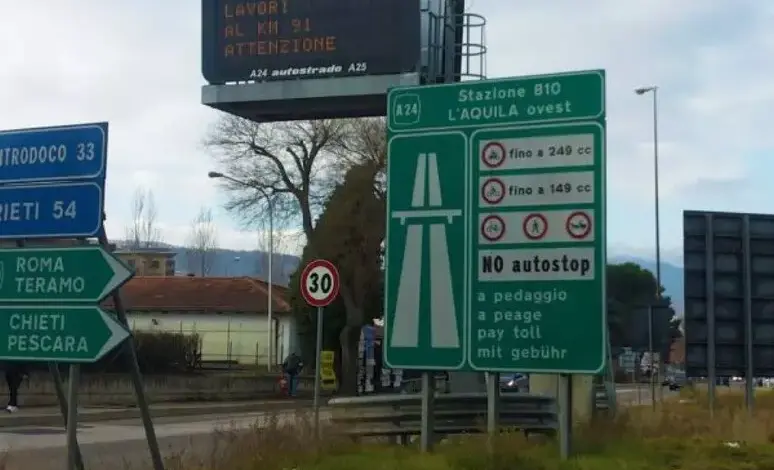 LAVORI
AL KM 91
ATTENZIONE
A24 autostrade A25
NTRODOCO 33
RIETI 54
ROMA
TERAMO
CHIETI
PESCARA
30
A24
Stazione B10
L'AQUILA ovest
fino a 249 cc
fino a 149 cc
NO autostop
a pedaggio
a peage
pay toll
mit gebühr